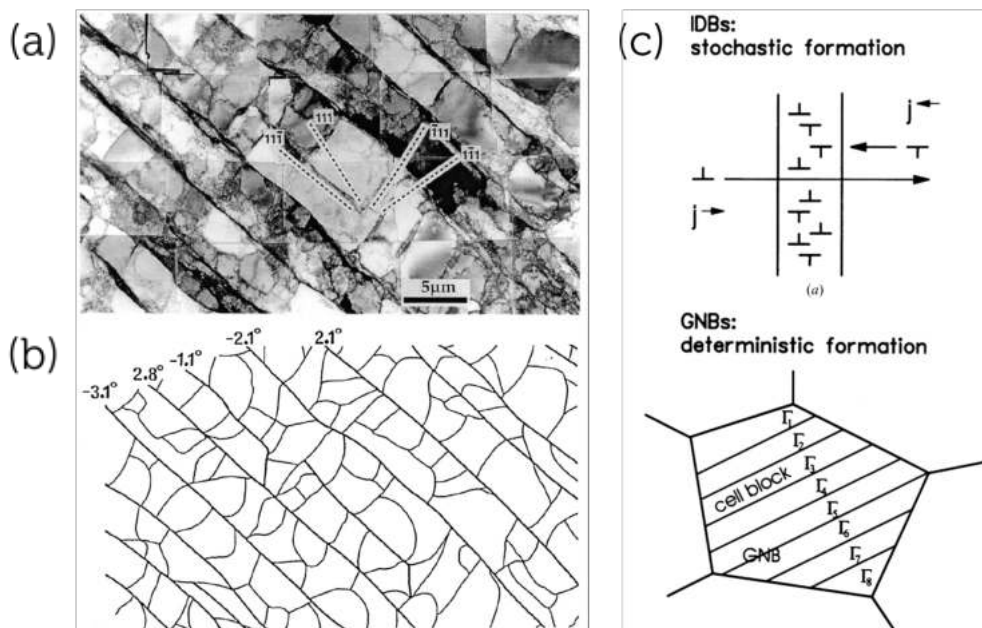 (a)
11̄1̄
111
1̄11
11̄1
5μm
(b)
-3.1°
2.8°
-1.1°
-2.1°
2.1°
(c)
IDBs:
stochastic formation
j
j
(a)
GNBs:
deterministic formation
Γ₁
Γ₂
Γ₃
cell block
Γ₄
Γ₅
Γ₆
GNB
Γ₇
Γ₈